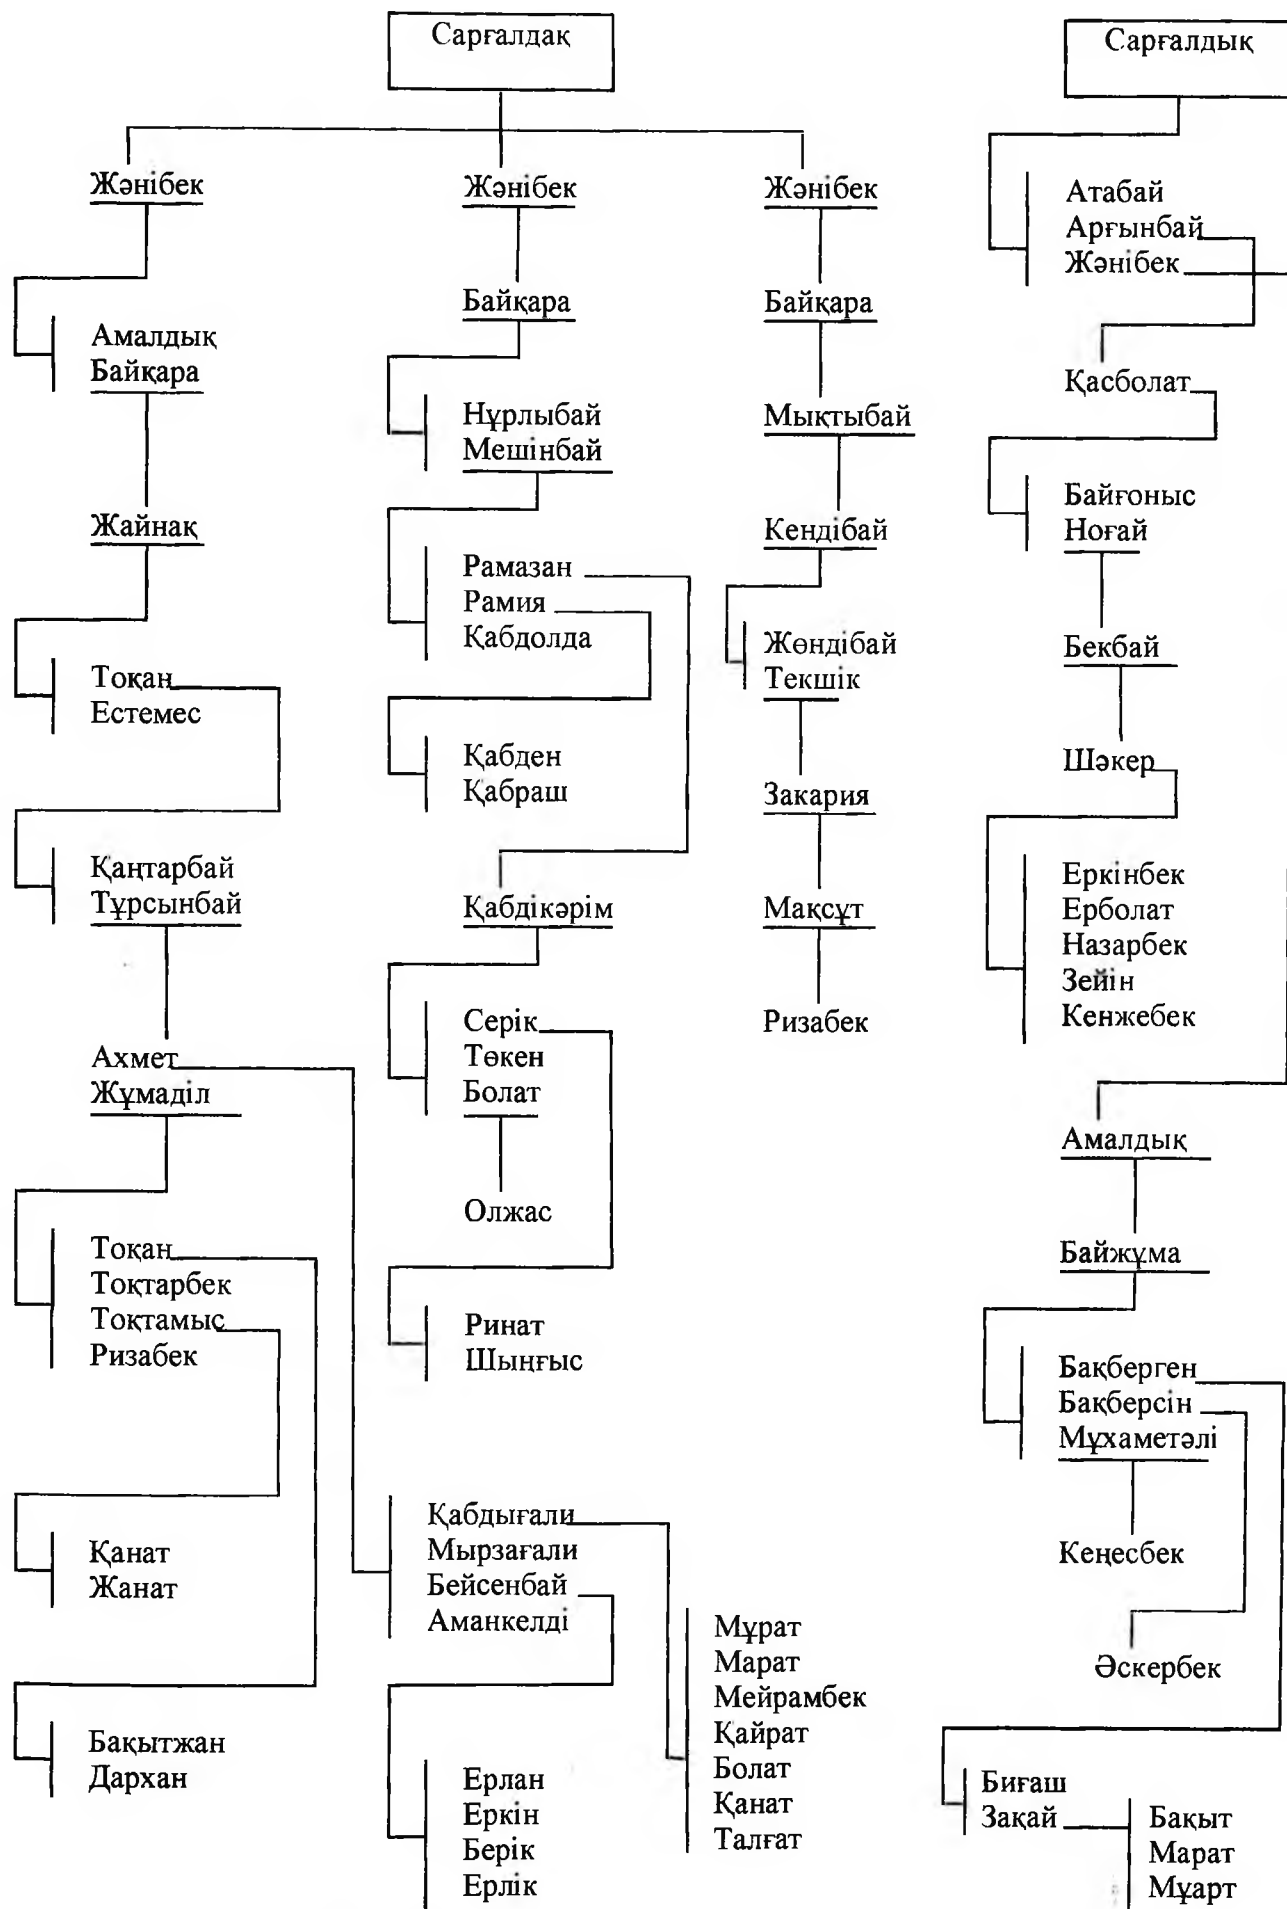 Сарғалдақ
Жәнібек
Амалдық
Байқара
Жайнақ
Тоқан
Естемес
Қаңтарбай
Тұрсынбай
Ахмет
Жұмаділ
Тоқан
Тоқтарбек
Тоқтамыс
Ризабек
Қанат
Жанат
Бақытжан
Дархан
Жәнібек
Байқара
Нұрлыбай
Мешінбай
Рамазан
Рамия
Қабдолда
Қабден
Қабраш
Қабдікәрім
Серік
Төкен
Болат
Олжас
Ринат
Шынғыс
Қабдығали
Мырзағали
Бейсенбай
Аманкелді
Ерлан
Еркін
Берік
Ерлік
Мұрат
Марат
Мейрамбек
Қайрат
Болат
Қанат
Талғат
Жәнібек
Байқара
Мықтыбай
Кендібай
Жөндібай
Текшік
Закария
Мақсұт
Ризабек
Сарғалдық
Атабай
Арғынбай
Жәнібек
Қасболат
Байғоныс
Ноғай
Бекбай
Шәкер
Еркінбек
Ерболат
Назарбек
Зейін
Кенжебек
Амалдық
Байжұма
Бақберген
Бақберсін
Мұхаметәлі
Кеңесбек
Әскербек
Биғаш
Зақай
Бақыт
Марат
Мұарт